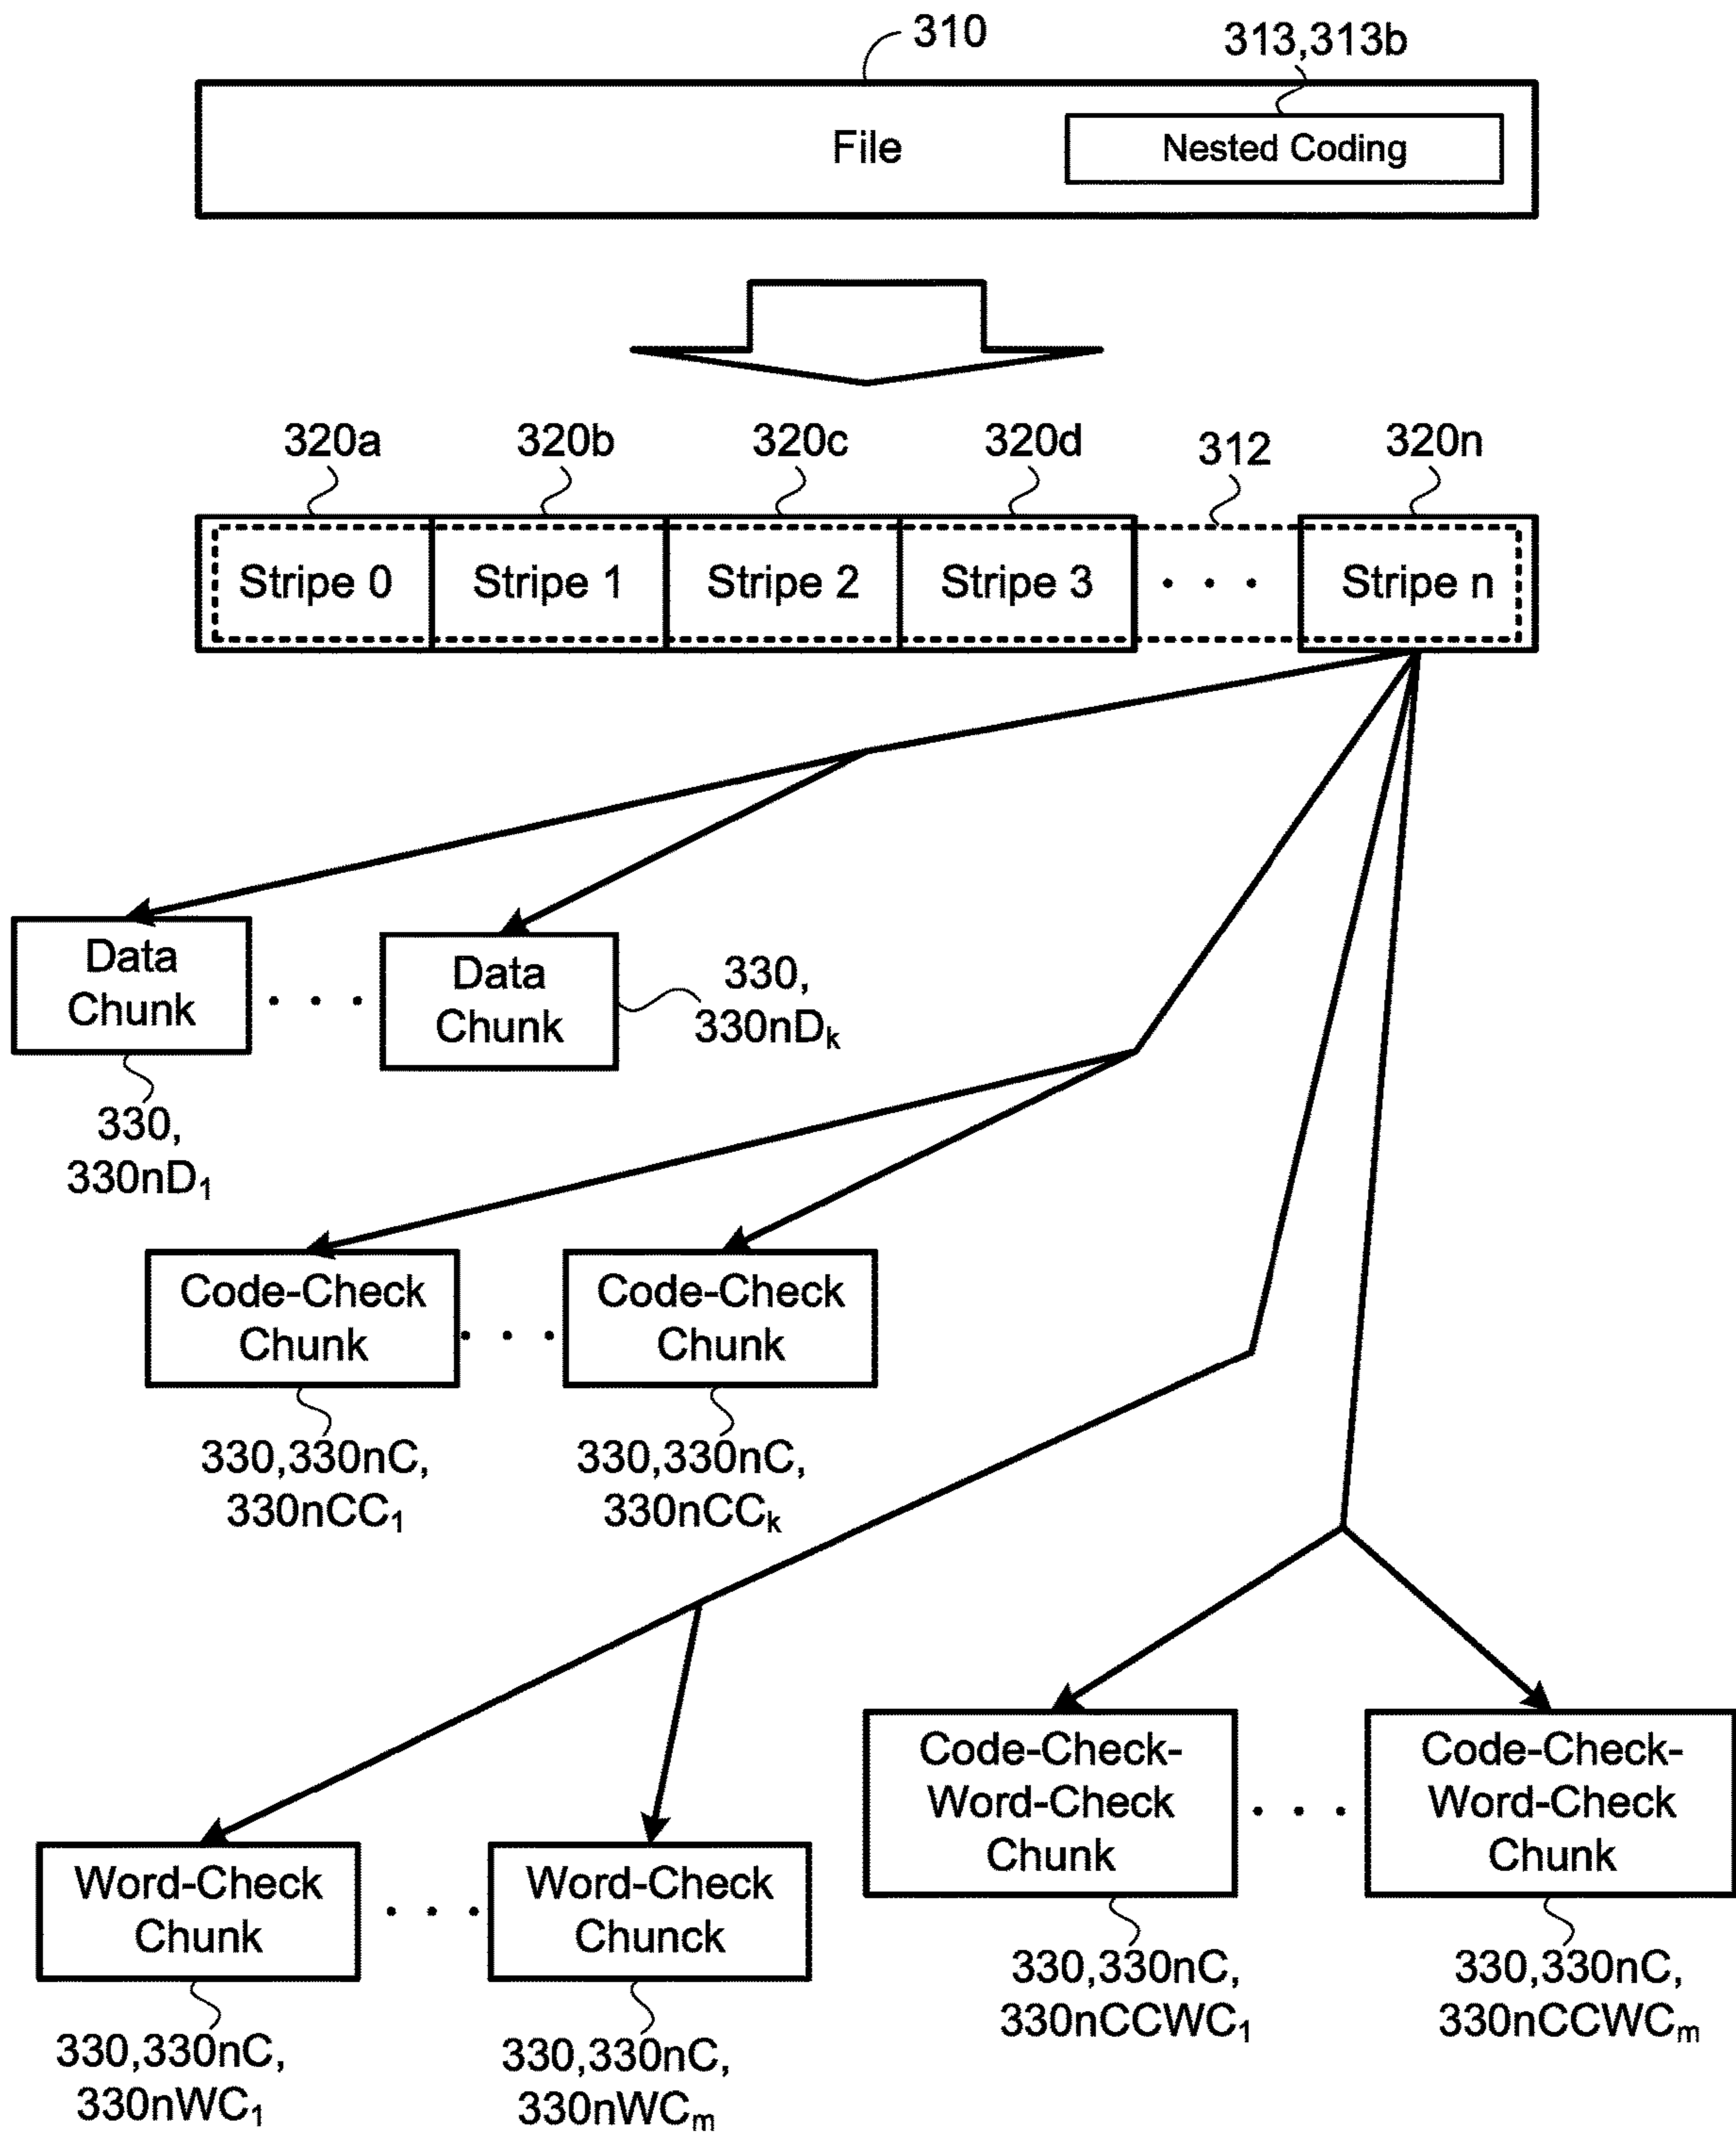 310
313,313b
File
Nested Coding
320a
320b
320c
320d
312
320n
Stripe 0
Stripe 1
Stripe 2
Stripe 3
. . .
Stripe n
Data
Chunk
. . .
Data
Chunk
330,
330nDk
330,
330nD1
Code-Check
Chunk
. . .
Code-Check
Chunk
330,330nC,
330nCC1
330,330nC,
330nCCk
Code-Check-
Word-Check
Chunk
. . .
Code-Check-
Word-Check
Chunk
Word-Check
Chunk
. . .
Word-Check
Chunck
330,330nC,
330nCCWC1
330,330nC,
330nCCWCm
330,330nC,
330nWC1
330,330nC,
330nWCm